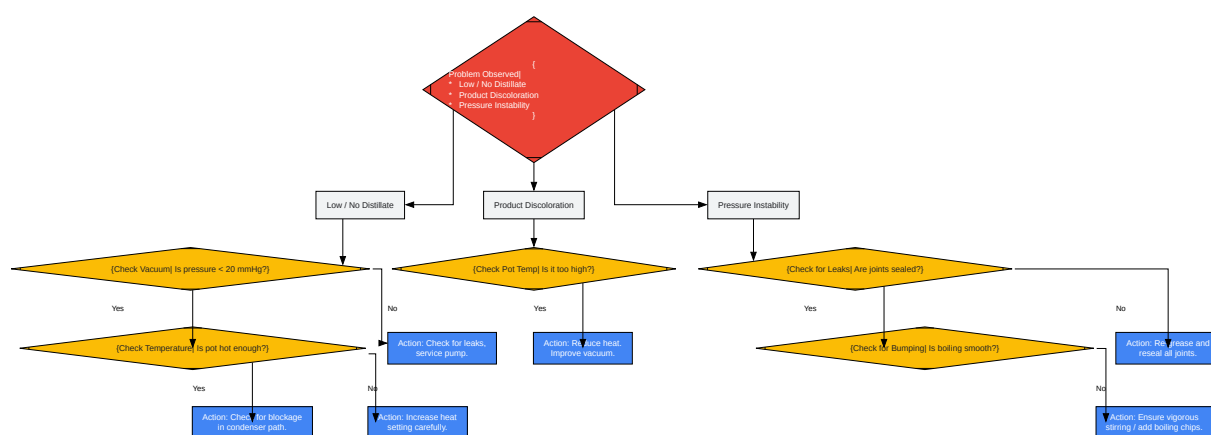 {
Problem Observed|
* Low / No Distillate
* Product Discoloration
* Pressure Instability
}
Low / No Distillate
Product Discoloration
Pressure Instability
{Check Vacuum| Is pressure < 20 mmHg?}
{Check Pot Temp| Is it too high?}
{Check for Leaks| Are joints sealed?}
Yes
No
Yes
Yes
No
{Check Temperature| Is pot hot enough?}
Action: Check for leaks,
service pump.
Action: Reduce heat.
Improve vacuum.
{Check for Bumping| Is boiling smooth?}
Action: Re-grease and
reseal all joints.
Yes
No
No
Action: Check for blockage
in condenser path.
Action: Increase heat
setting carefully.
Action: Ensure vigorous
stirring / add boiling chips.